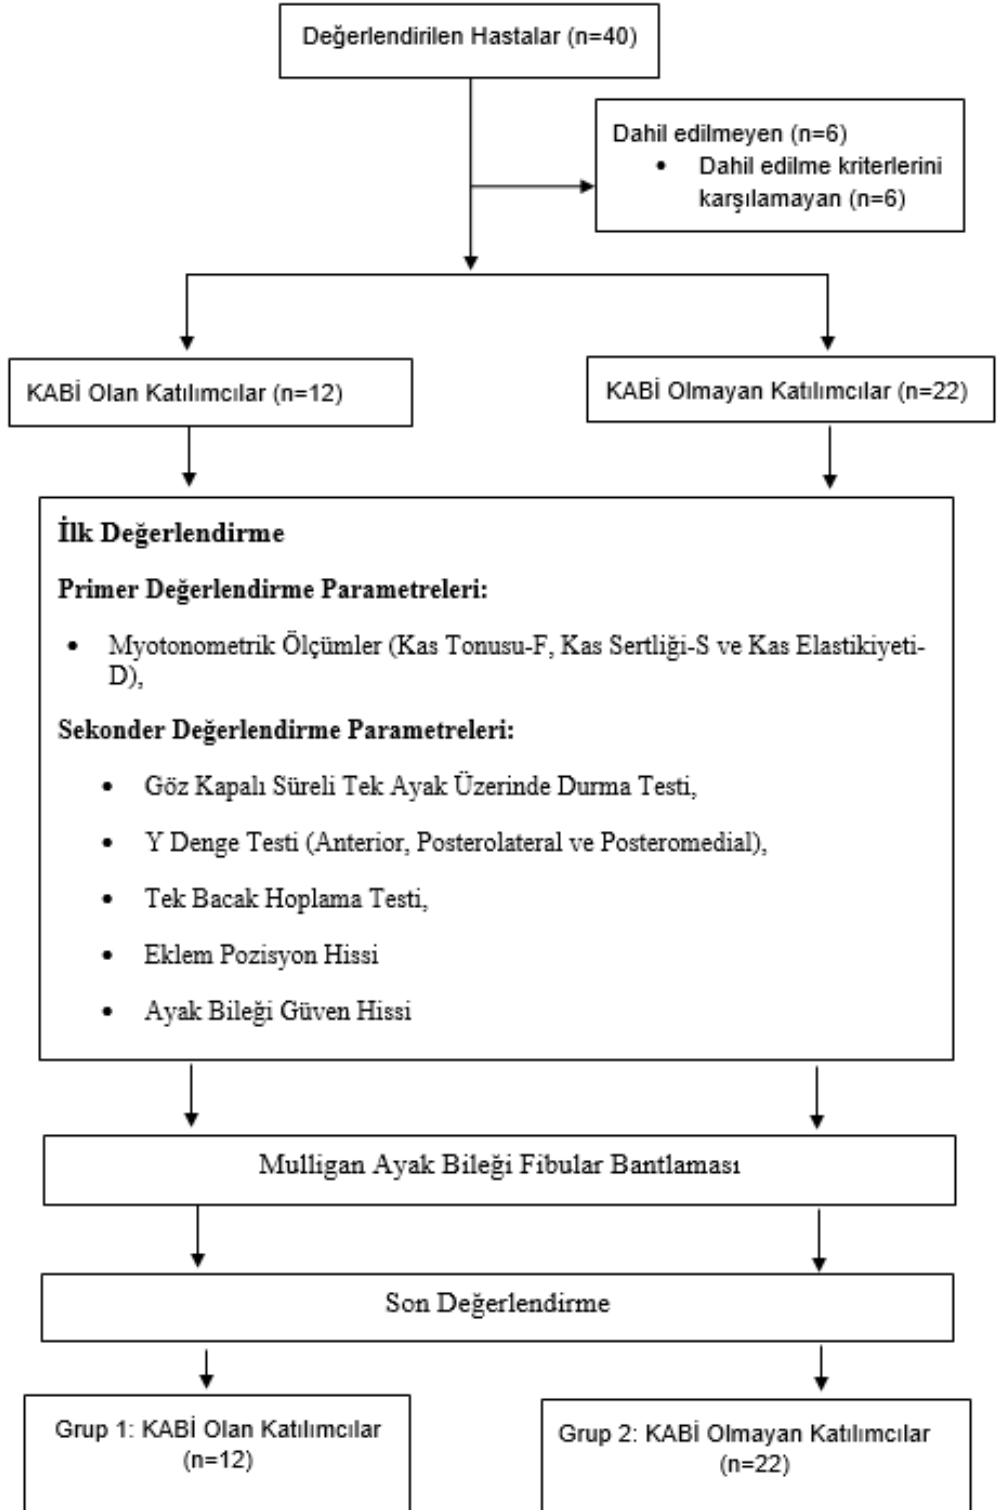 Değerlendirilen Hastalar (n=40)
Dahil edilmeyen (n=6)
• Dahil edilme kriterlerini
karşılamayan (n=6)
KABİ Olan Katılımcılar (n=12)
KABİ Olmayan Katılımcılar (n=22)
İlk Değerlendirme
Primer Değerlendirme Parametreleri:
• Myotonometrik Ölçümler (Kas Tonusu-F, Kas Sertliği-S ve Kas Elastikiyeti-
D),
Sekonder Değerlendirme Parametreleri:
• Göz Kapalı Süreli Tek Ayak Üzerinde Durma Testi,
• Y Denge Testi (Anterior, Posterolateral ve Posteromedial),
• Tek Bacak Hoplama Testi,
• Eklem Pozisyon Hissi
• Ayak Bileği Güven Hissi
Mulligan Ayak Bileği Fibular Bantlaması
Son Değerlendirme
Grup 1: KABİ Olan Katılımcılar
(n=12)
Grup 2: KABİ Olmayan Katılımcılar
(n=22)